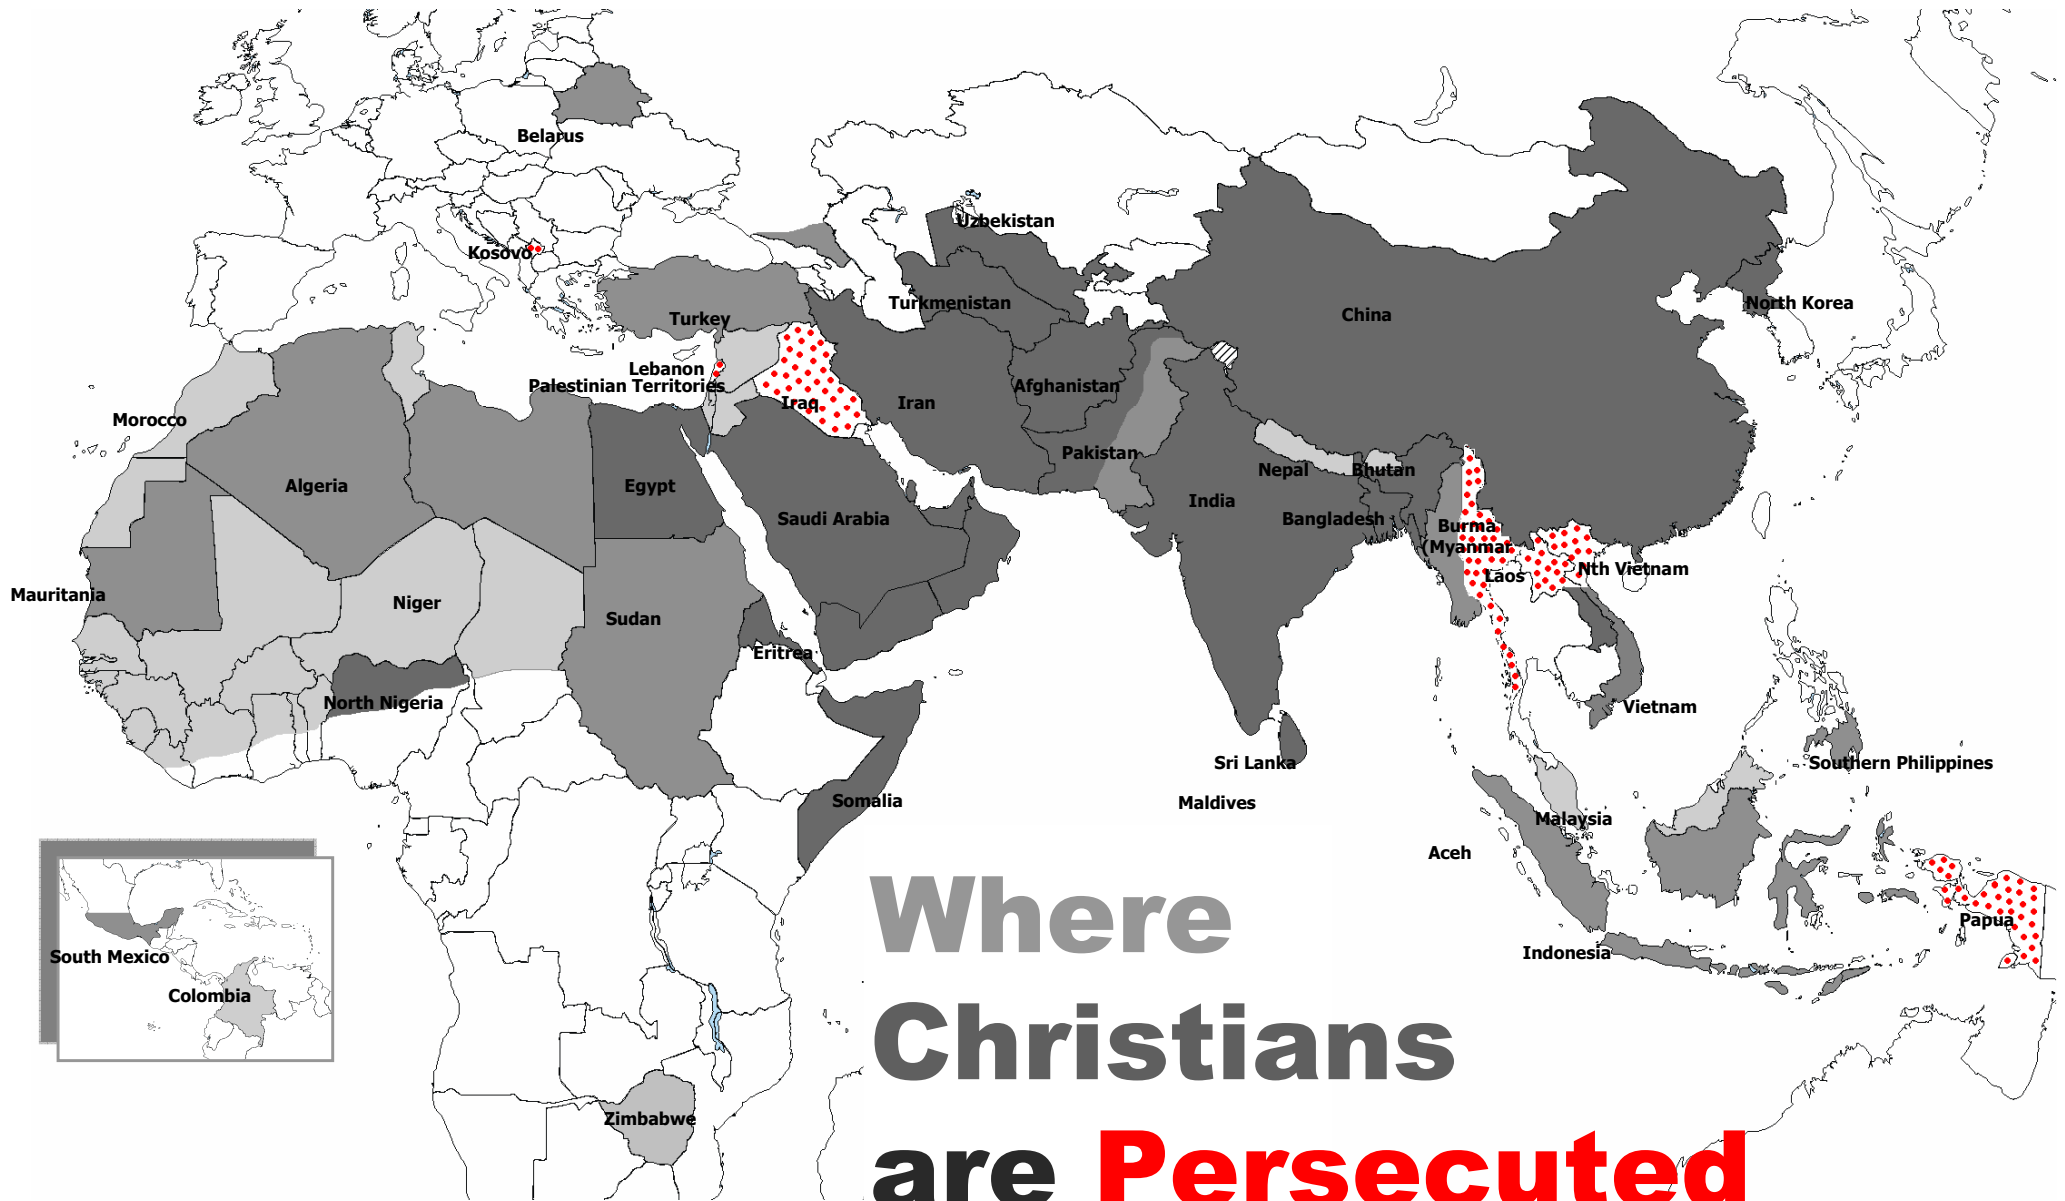 Belarus
Uzbekistan
Kosovo
Turkmenistan
North Korea
China
Turkey
Lebanon
Palestinian Territories
Afghanistan
Iraq
Iran
Morocco
Pakistan
Nepal
Bhutan
Algeria
Egypt
India
Saudi Arabia
Bangladesh
Burma
(Myanmar
Laos
Nth Vietnam
Mauritania
Niger
Sudan
Eritrea
North Nigeria
Vietnam
Sri Lanka
Southern Philippines
Somalia
Maldives
Malaysia
Aceh
Papua
Indonesia
South Mexico
Colombia
Zimbabwe
Where
Christians
are Persecuted